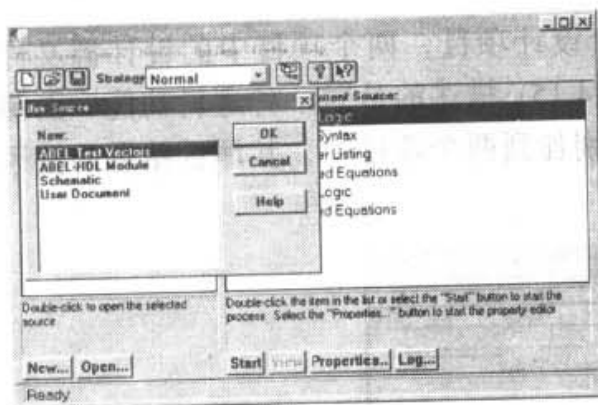 Strategy Normal
New Source
New:
ABEL Test Vectors
ABEL-HDL Module
Schematic
User Document
OK
Cancel
Help
Source:
Logic
Syntax
Listing
Equations
Logic
Equations
Double-click to open the selected
source
Double-click the item in the list or select the "Start" button to start the
process. Select the "Properties..." button to start the property editor
New... Open...
Start View Properties... Log...
Ready